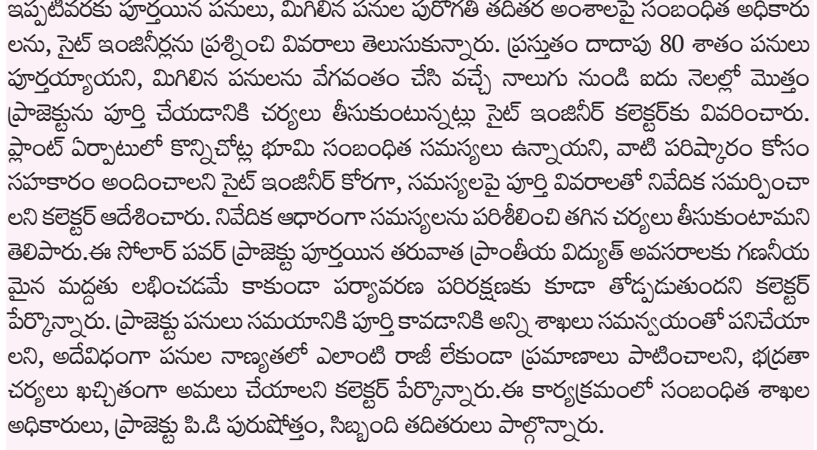 ఇప్పటివరకు పూర్తయిన పనులు, మిగిలిన పనుల పురోగతి తదితర అంశాలపై సంబంధిత అధికారు
లను, సైట్ ఇంజినీర్లను ప్రశ్నించి వివరాలు తెలుసుకున్నారు. ప్రస్తుతం దాదాపు 80 శాతం పనులు
పూర్తయ్యాయని, మిగిలిన పనులను వేగవంతం చేసి వచ్చే నాలుగు నుండి ఐదు నెలల్లో మొత్తం
ప్రాజెక్టును పూర్తి చేయడానికి చర్యలు తీసుకుంటున్నట్లు సైట్ ఇంజినీర్ కలెక్టర్‌కు వివరించారు.
ప్లాంట్ ఏర్పాటులో కొన్నిచోట్ల భూమి సంబంధిత సమస్యలు ఉన్నాయని, వాటి పరిష్కారం కోసం
సహకారం అందించాలని సైట్ ఇంజినీర్ కోరగా, సమస్యలపై పూర్తి వివరాలతో నివేదిక సమర్పించా
లని కలెక్టర్ ఆదేశించారు. నివేదిక ఆధారంగా సమస్యలను పరిశీలించి తగిన చర్యలు తీసుకుంటామని
తెలిపారు.ఈ సోలార్ పవర్ ప్రాజెక్టు పూర్తయిన తరువాత ప్రాంతీయ విద్యుత్ అవసరాలకు గణనీయ
మైన మద్దతు లభించడమే కాకుండా పర్యావరణ పరిరక్షణకు కూడా తోడ్పడుతుందని కలెక్టర్
పేర్కొన్నారు. ప్రాజెక్టు పనులు సమయానికి పూర్తి కావడానికి అన్ని శాఖలు సమన్వయంతో పనిచేయా
లని, అదేవిధంగా పనుల నాణ్యతలో ఎలాంటి రాజీ లేకుండా ప్రమాణాలు పాటించాలని, భద్రతా
చర్యలు ఖచ్చితంగా అమలు చేయాలని కలెక్టర్ పేర్కొన్నారు.ఈ కార్యక్రమంలో సంబంధిత శాఖల
అధికారులు, ప్రాజెక్టు పి.డి పురుషోత్తం, సిబ్బంది తదితరులు పాల్గొన్నారు.